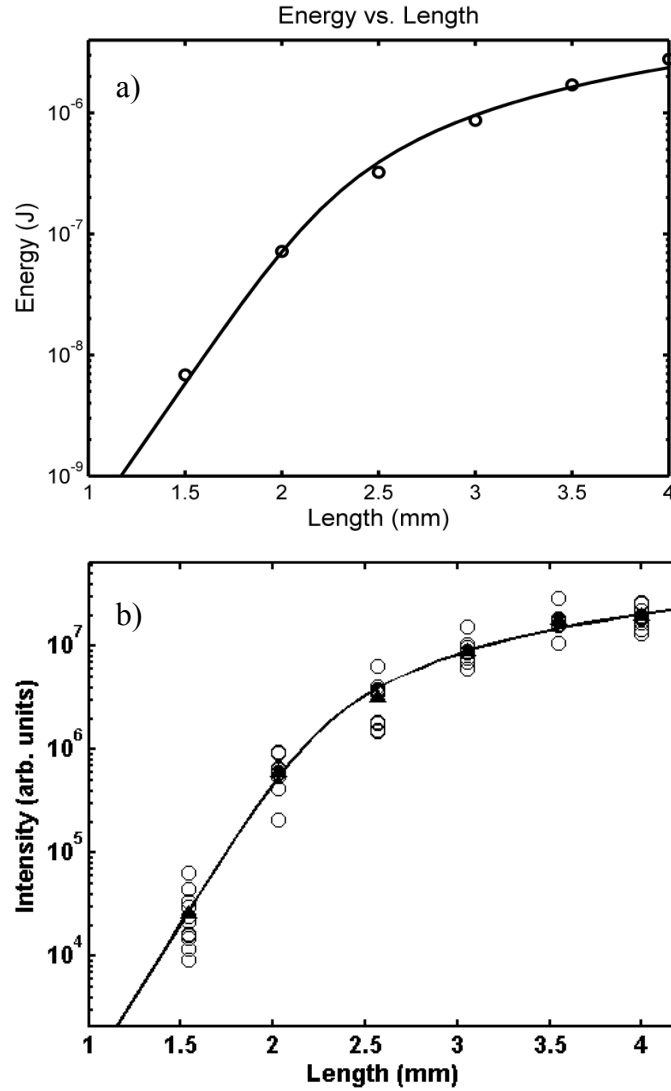 Energy vs. Length
a)
10^-6
10^-7
10^-8
10^-9
Energy (J)
1 1.5 2 2.5 3 3.5 4
Length (mm)
b)
10^7
10^6
10^5
10^4
Intensity (arb. units)
1 1.5 2 2.5 3 3.5 4
Length (mm)